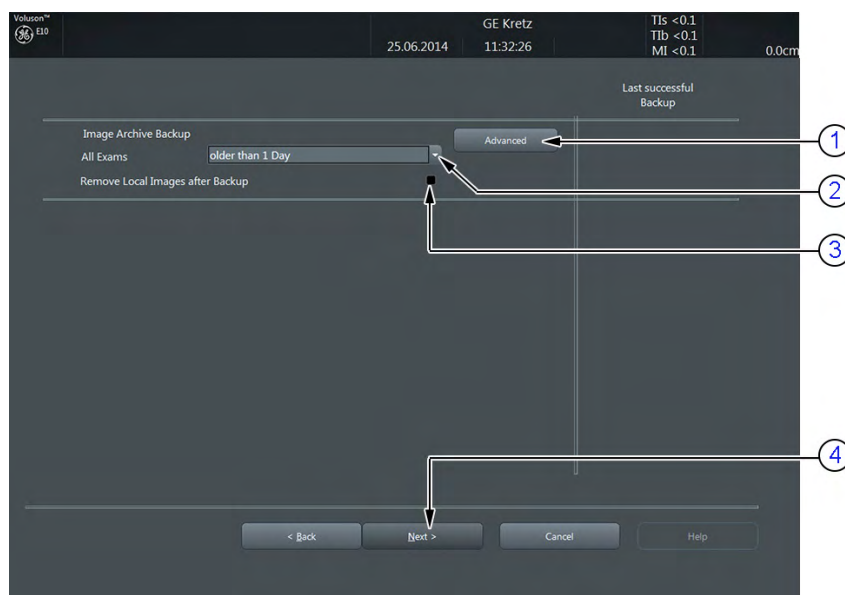 Voluson™
E10
GE Kretz
25.06.2014 11:32:26
TIs <0.1
TIb <0.1
MI <0.1
0.0cm
Last successful
Backup
Image Archive Backup
Advanced
All Exams
older than 1 Day
Remove Local Images after Backup
1
2
3
4
< Back
Next >
Cancel
Help